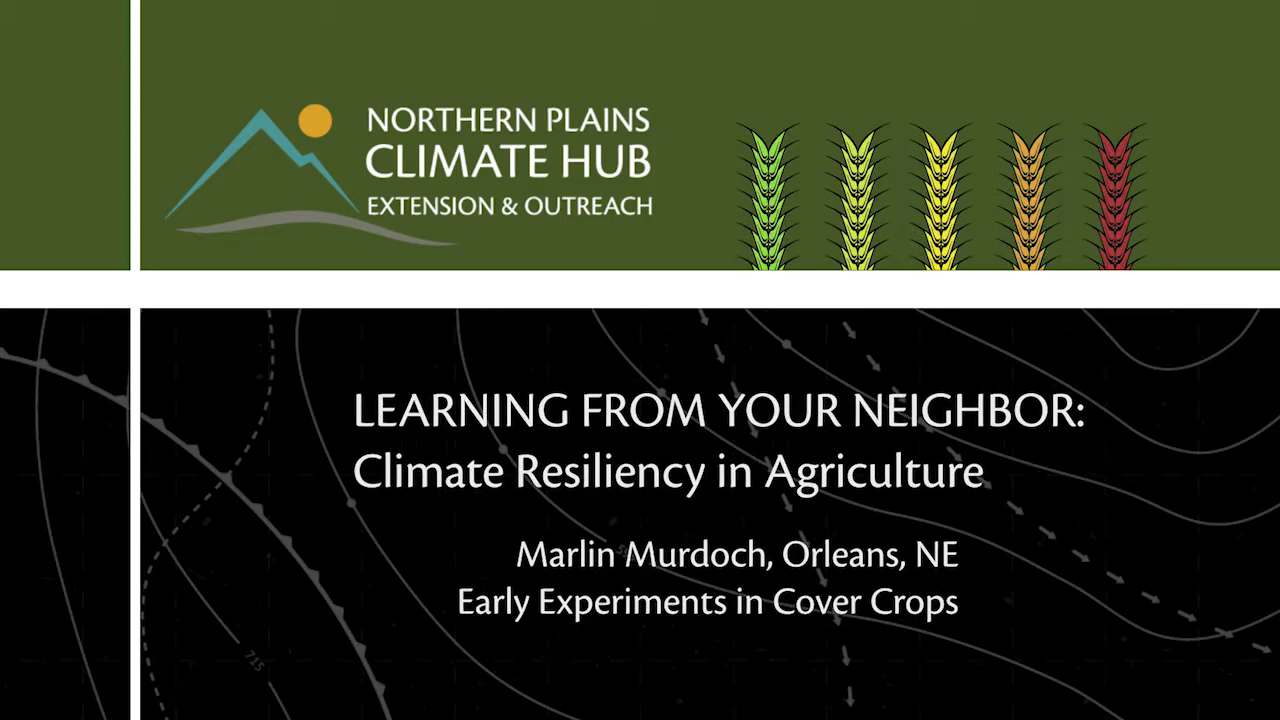 NORTHERN PLAINS
CLIMATE HUB
EXTENSION & OUTREACH
LEARNING FROM YOUR NEIGHBOR:
Climate Resiliency in Agriculture
Marlin Murdoch, Orleans, NE
Early Experiments in Cover Crops
715